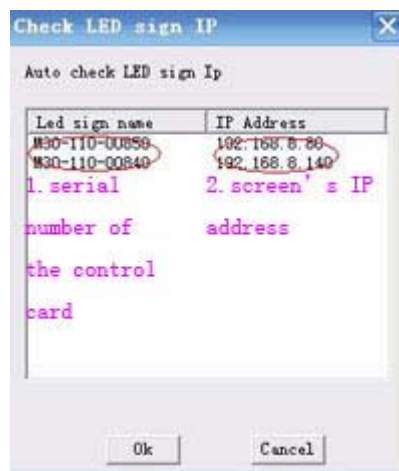 Check LED sign IP
Auto check LED sign Ip
Led sign name IP Address
M30-110-00850 192.168.8.80
M30-110-00840 192.168.8.140
1.serial 2.screen's IP
number of address
the control
card
Ok Cancel